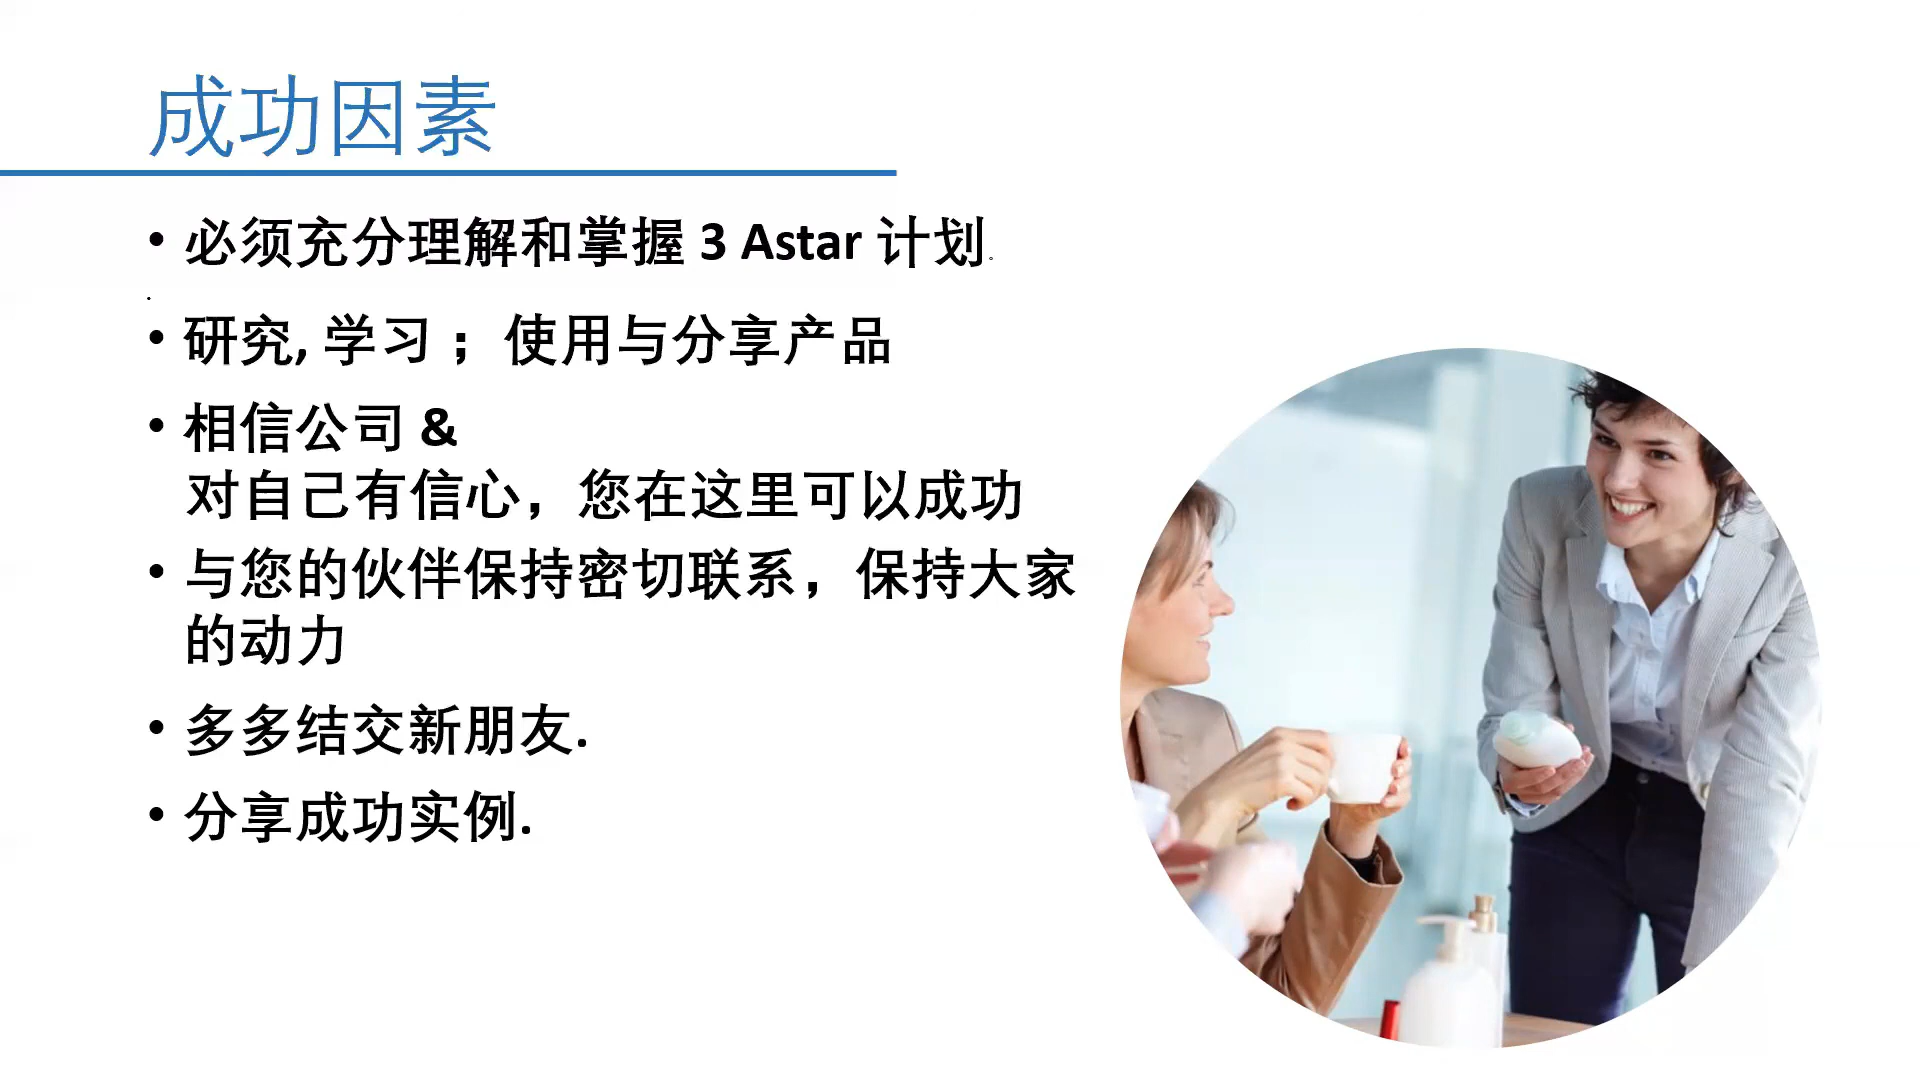 成功因素
• 必须充分理解和掌握 3 Astar 计划.
•
• 研究, 学习 ；使用与分享产品
• 相信公司 &
对自己有信心，您在这里可以成功
• 与您的伙伴保持密切联系，保持大家
的动力
• 多多结交新朋友.
• 分享成功实例.